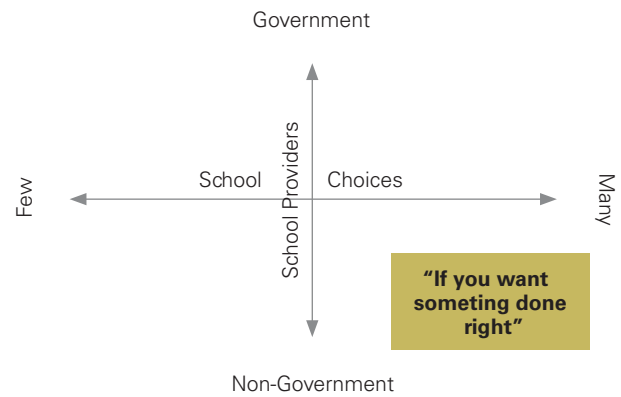 Government
School Providers
School Choices
Few
Many
“If you want
someting done
right”
Non-Government